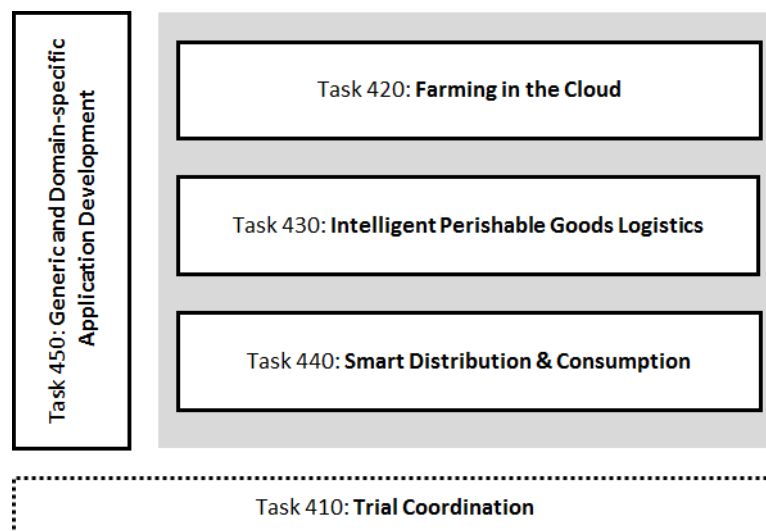 Task 450: Generic and Domain-specific
Application Development
Task 420: Farming in the Cloud
Task 430: Intelligent Perishable Goods Logistics
Task 440: Smart Distribution & Consumption
Task 410: Trial Coordination